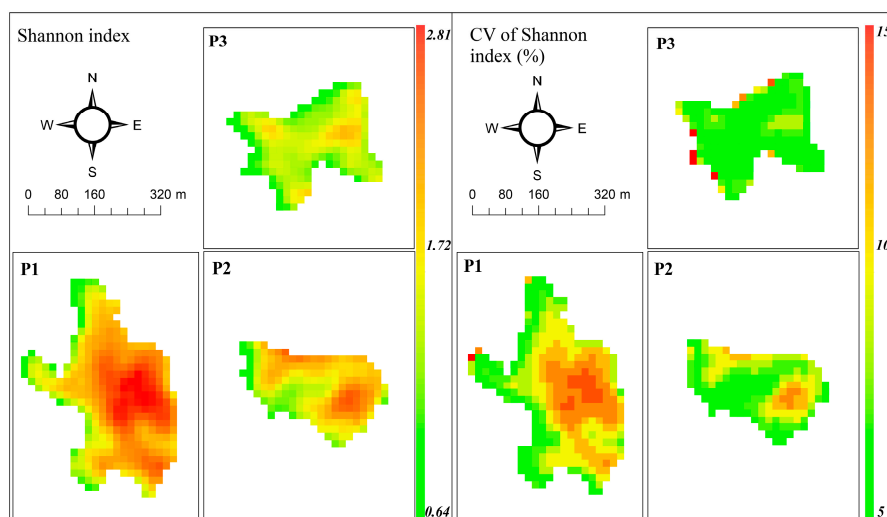 Shannon index
N
W E
S
0 80 160 320 m
P3
P1
P2
2.81
1.72
0.64
CV of Shannon
index (%)
N
W E
S
0 80 160 320 m
P3
P1
P2
15
10
5